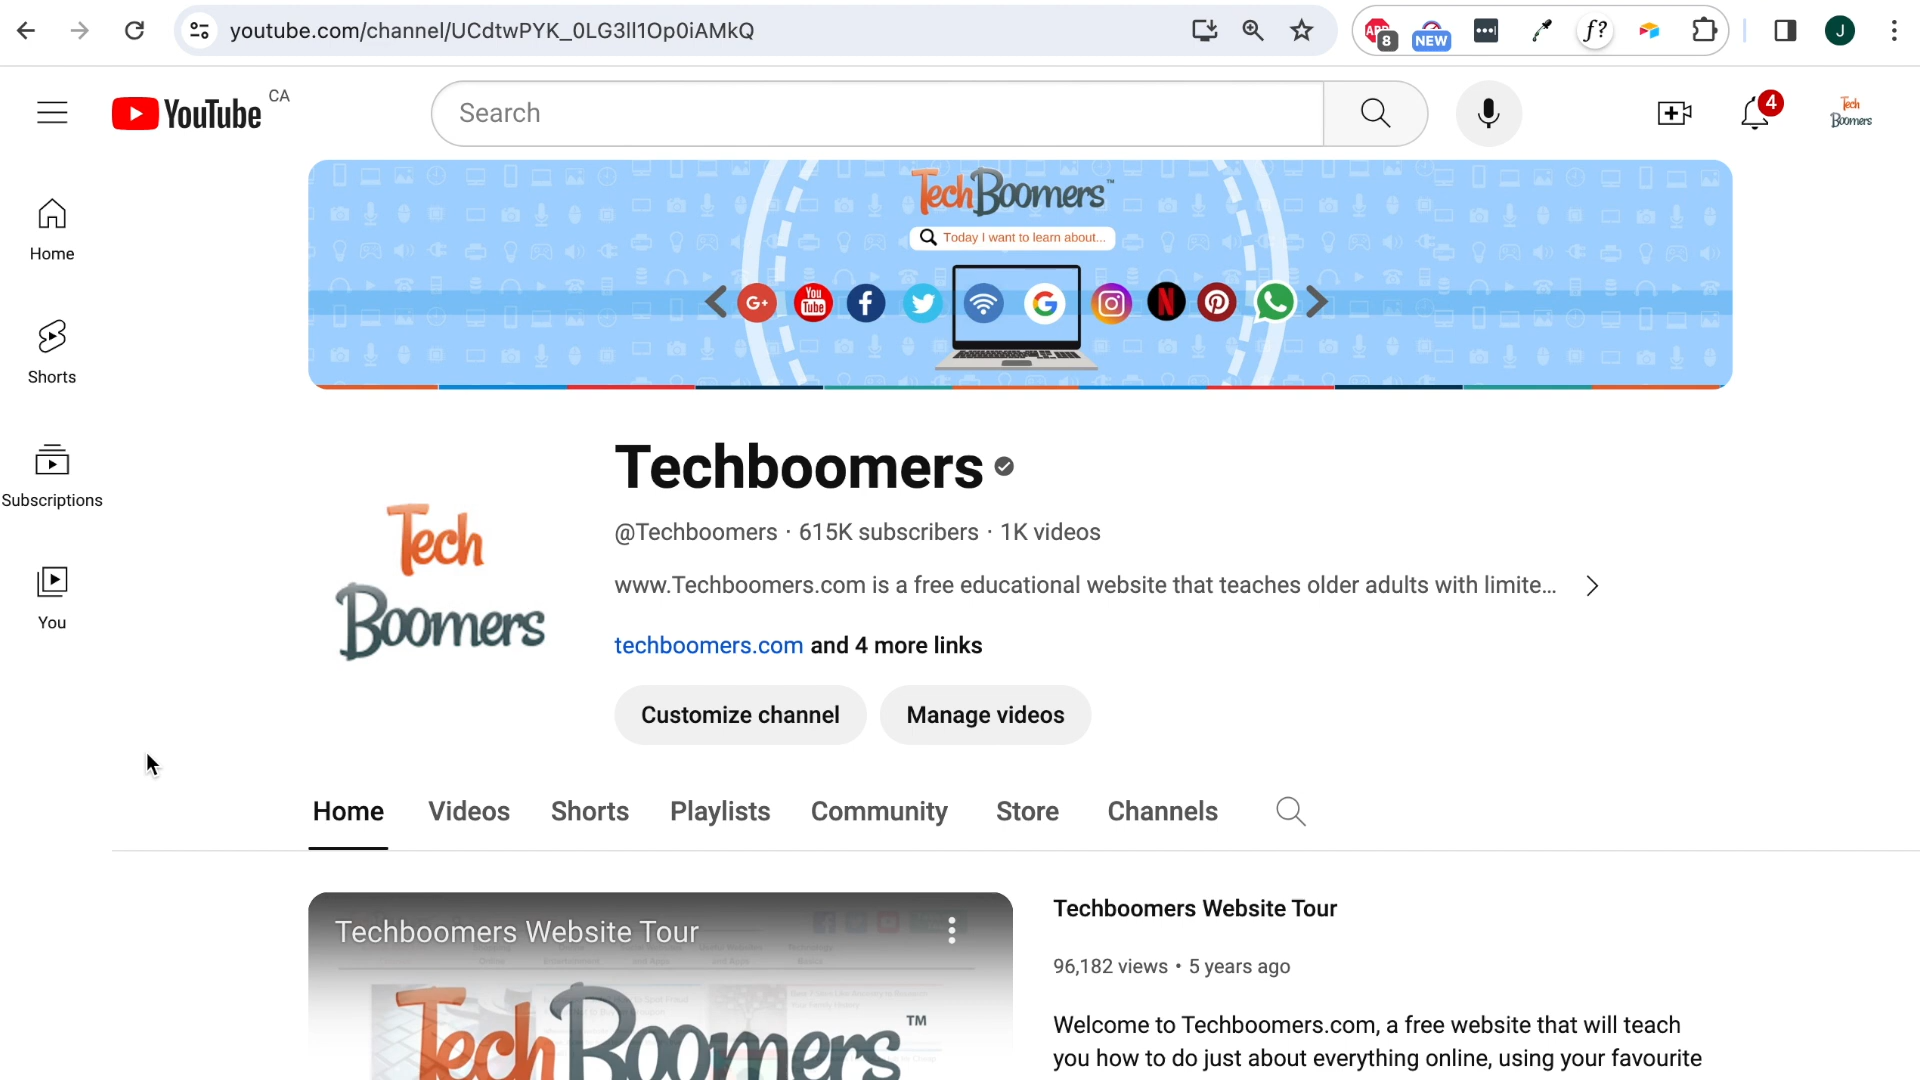 youtube.com/channel/UCdtwPYK_0LG3lI1Op0iAMkQ
8
NEW
f?
J
YouTube CA
Search
4
Tech
Boomers
Home
Shorts
Subscriptions
You
TechBoomers™
Today I want to learn about...
G+
You
Tube
Techboomers
@Techboomers · 615K subscribers · 1K videos
www.Techboomers.com is a free educational website that teaches older adults with limite...
techboomers.com and 4 more links
Customize channel
Manage videos
Tech
Boomers
Home Videos Shorts Playlists Community Store Channels
Techboomers Website Tour
TechBoomers™
Techboomers Website Tour
96,182 views • 5 years ago
Welcome to Techboomers.com, a free website that will teach
you how to do just about everything online, using your favourite